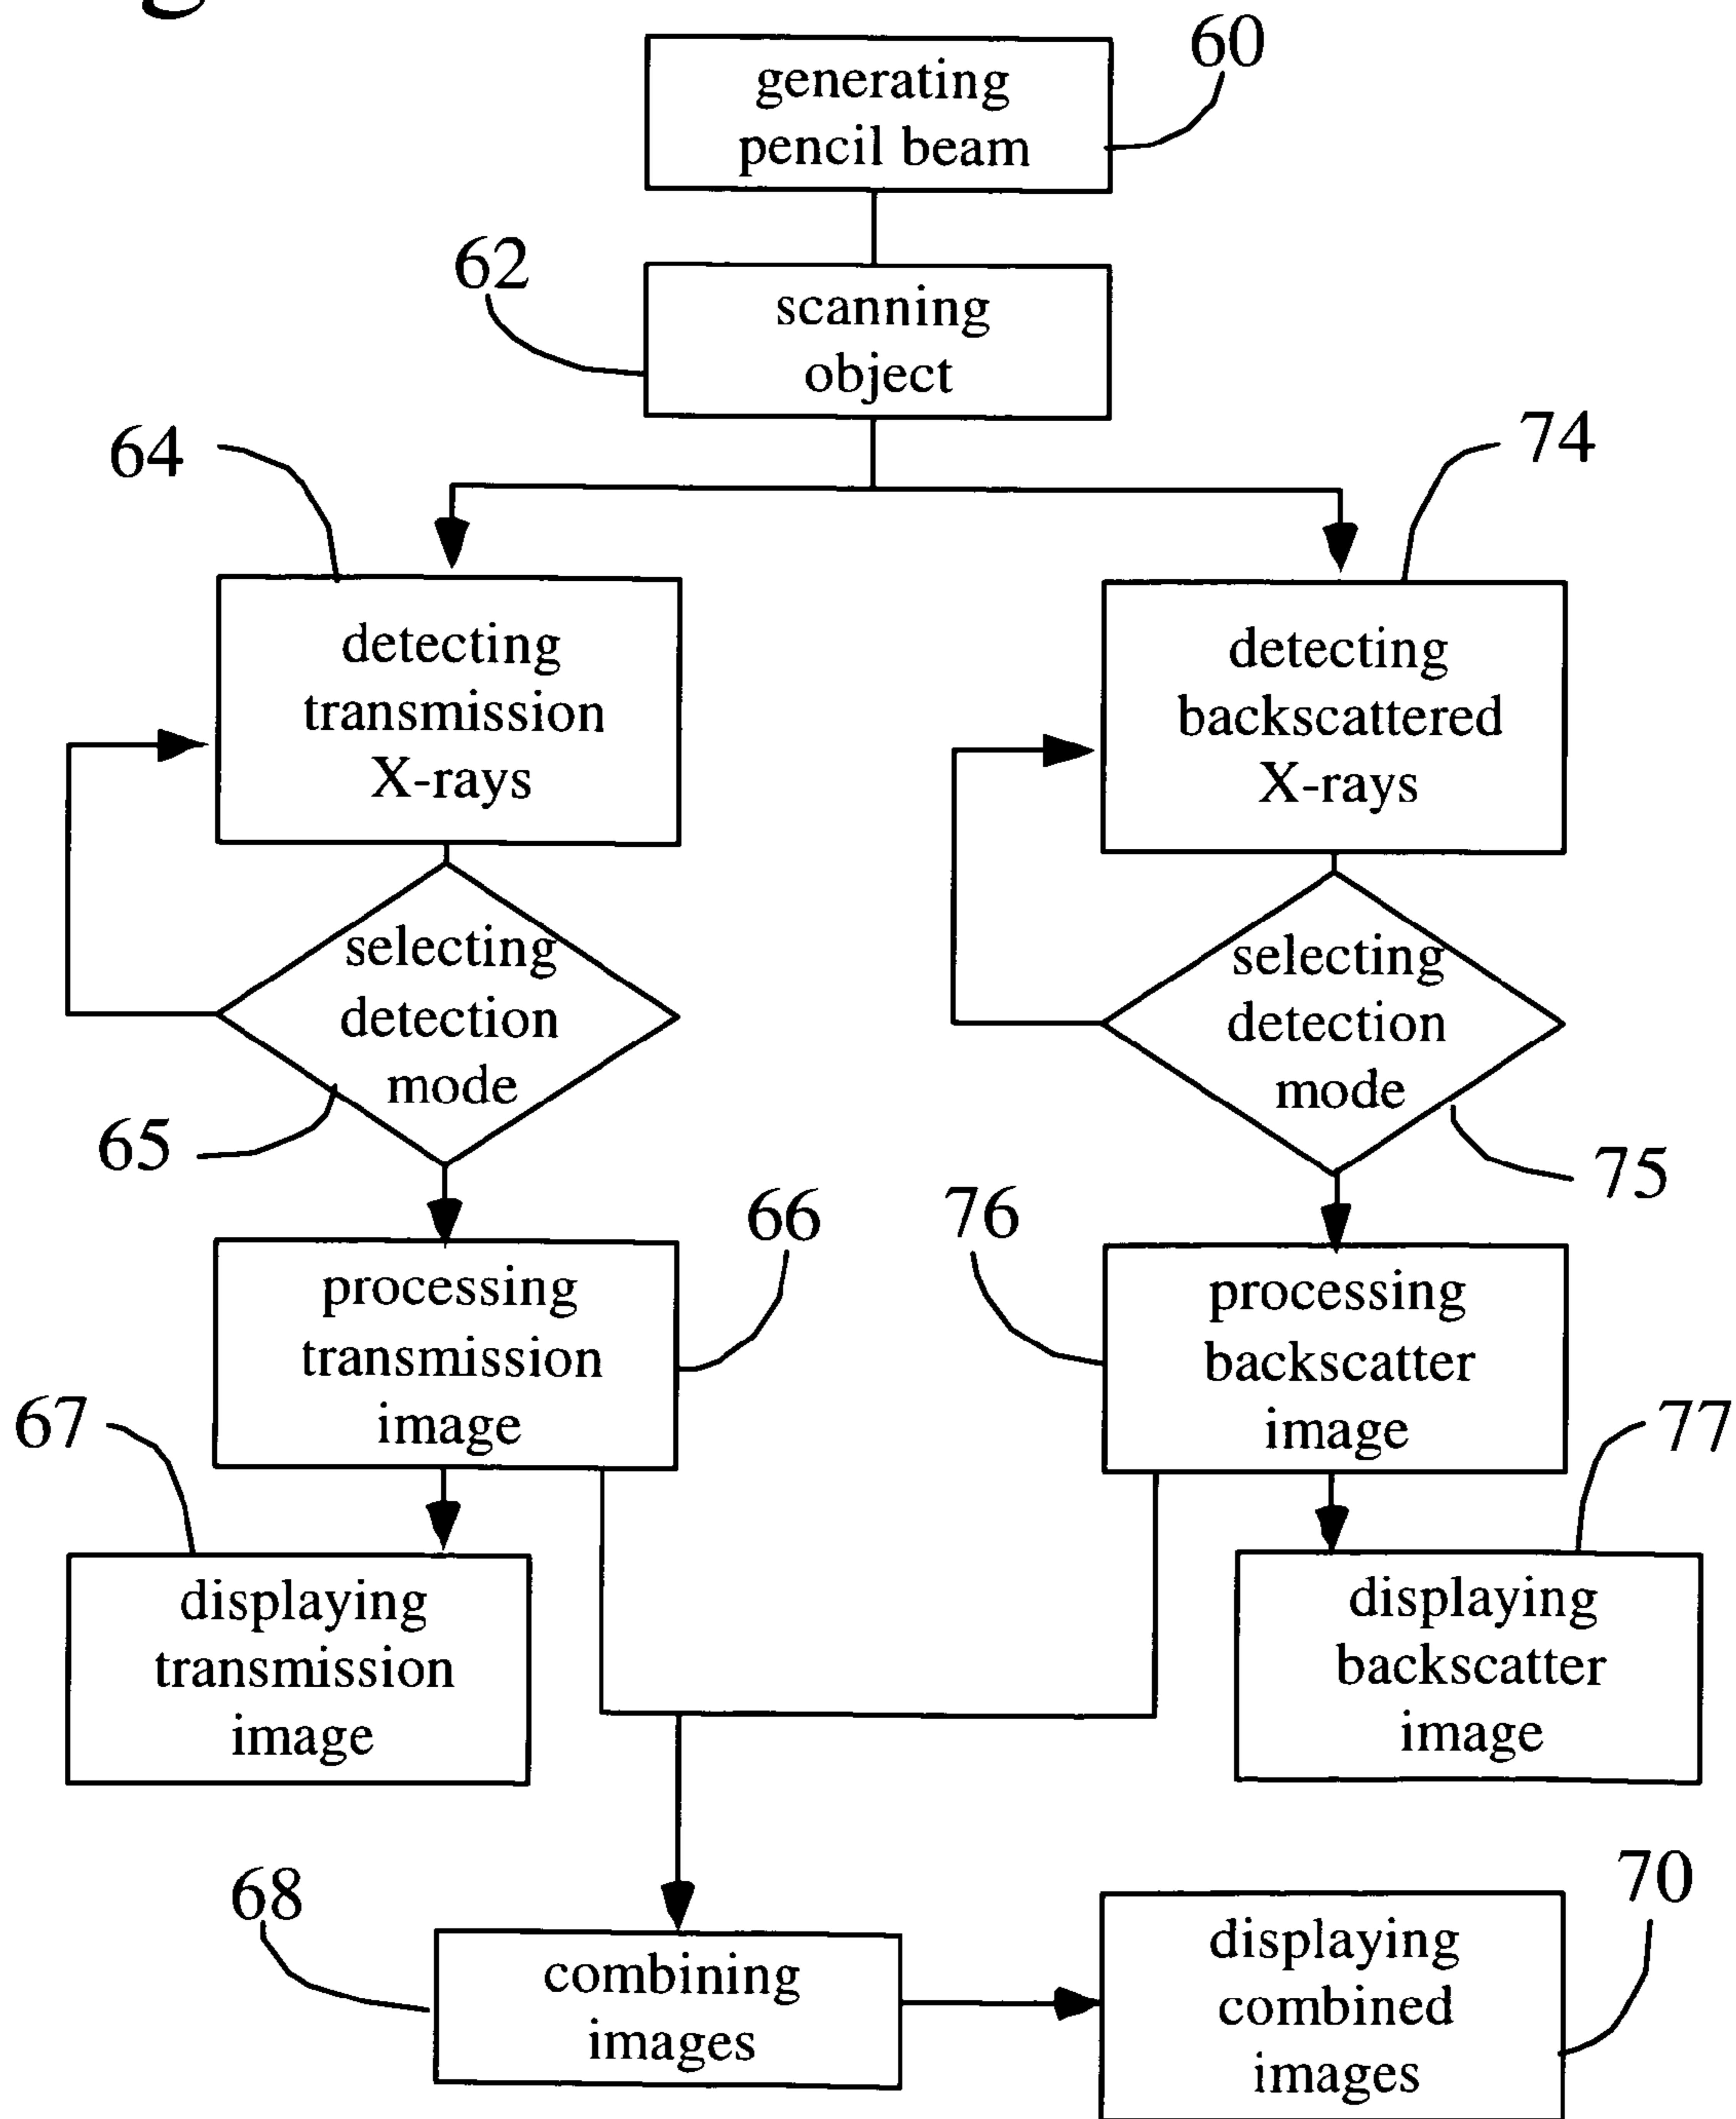 60
generating
pencil beam
62
scanning
object
64
74
detecting
transmission
X-rays
detecting
backscattered
X-rays
selecting
detection
mode
selecting
detection
mode
65
75
66
76
processing
transmission
image
processing
backscatter
image
67
77
displaying
transmission
image
displaying
backscatter
image
68
70
combining
images
displaying
combined
images